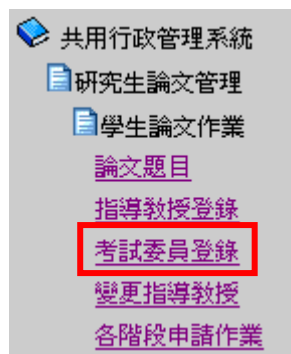 共用行政管理系統
研究生論文管理
學生論文作業
論文題目
指導教授登錄
考試委員登錄
變更指導教授
各階段申請作業